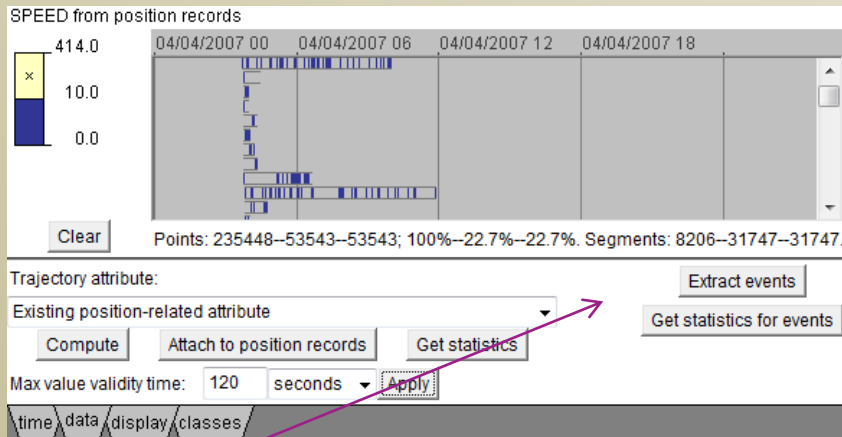 SPEED from position records
414.0
04/04/2007 00 04/04/2007 06 04/04/2007 12 04/04/2007 18
x
10.0
0.0
Clear
Points: 235448--53543--53543; 100%--22.7%--22.7%. Segments: 8206--31747--31747.
Trajectory attribute:
Extract events
Existing position-related attribute
Get statistics for events
Compute Attach to position records Get statistics
Max value validity time: 120 seconds Apply
time data display classes